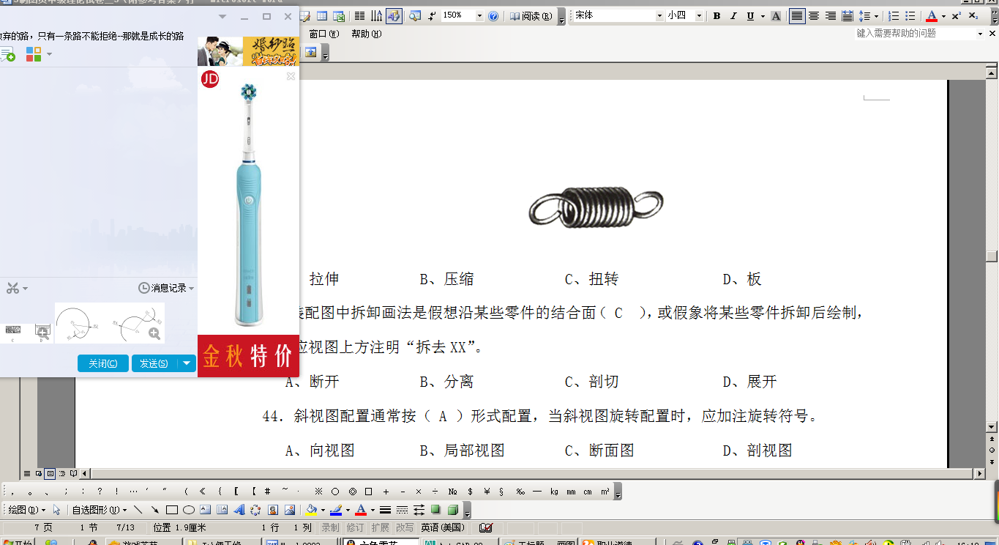 150%
阅读(R)
宋体
小四
B I U A
窗口(W) 帮助(H)
键入需要帮助的问题
弃的路，只有一条路不能拒绝--那就是成长的路
婚纱照
JD
消息记录
关闭(C) 发送(S)
金秋特价
拉伸 B、压缩 C、扭转 D、板
装配图中拆卸画法是假想沿某些零件的结合面（ C ），或假象将某些零件拆卸后绘制，
应视图上方注明“拆去XX”。
A、断开 B、分离 C、剖切 D、展开
44．斜视图配置通常按（ A ）形式配置，当斜视图旋转配置时，应加注旋转符号。
A、向视图 B、局部视图 C、断面图 D、剖视图
， 。 、 ； ： ？ ！ … ′ ″ （ 《 { 〖 【 # ~ · ※ ○ ◎ □ + - × ÷ № $ ￥ § ‰ — kg mm cm m²
绘图(D) 自选图形(U)
7 页 1 节 7/13 位置 1.9厘米 1 行 1 列 录制 修订 扩展 改写 英语(美国)
开始